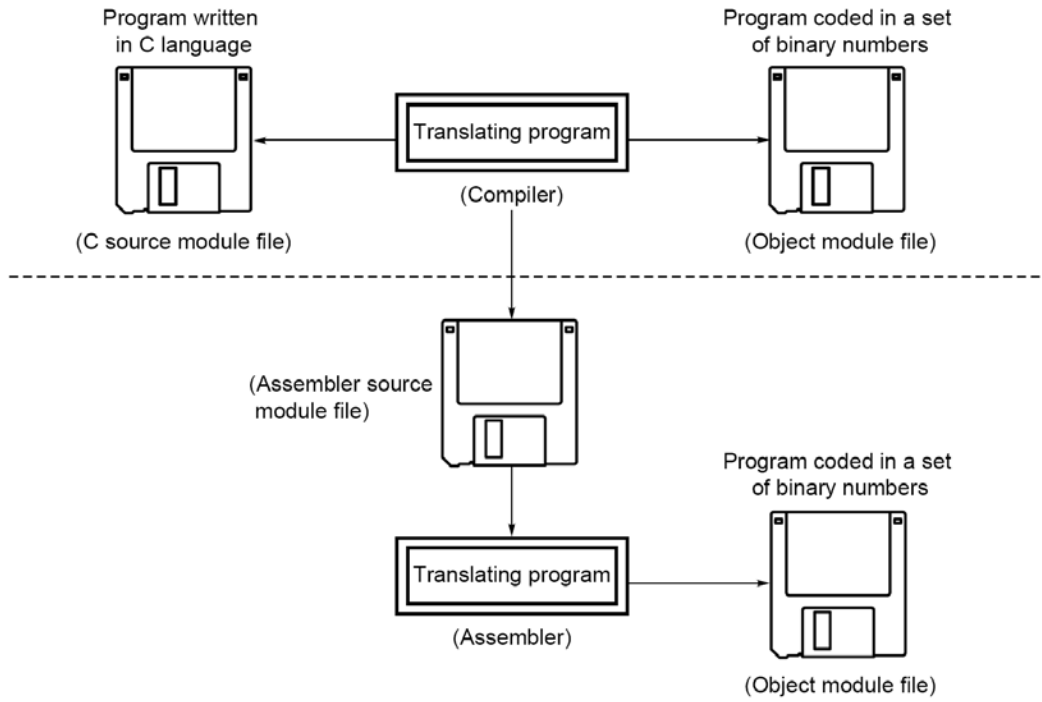 Program written
in C language
Program coded in a set
of binary numbers
Translating program
(Compiler)
(C source module file)
(Object module file)
(Assembler source
module file)
Program coded in a set
of binary numbers
Translating program
(Assembler)
(Object module file)